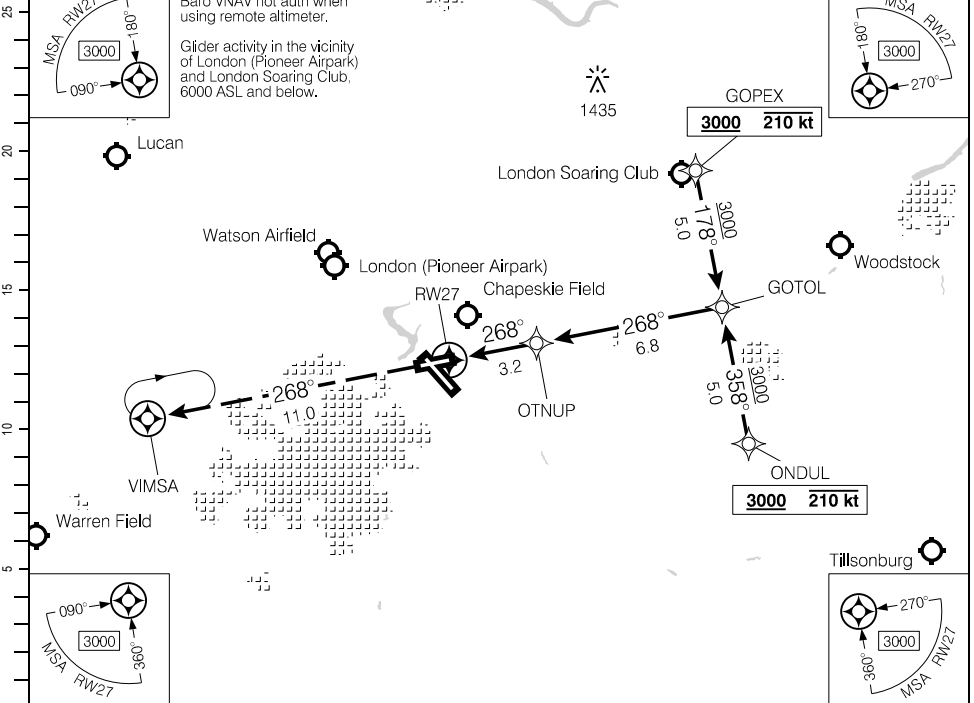 25
MSA RW27
180°
3000
090°
Baro VNAV not auth when
using remote altimeter.
Glider activity in the vicinity
of London (Pioneer Airpark)
and London Soaring Club,
6000 ASL and below.
1435
MSA RW27
180°
3000
270°
GOPEX
3000 210 kt
20
Lucan
London Soaring Club
3000
178°
5.0
Watson Airfield
London (Pioneer Airpark)
Woodstock
15
RW27
Chapeskie Field
GOTOL
268°
3.2
268°
6.8
OTNUP
3000
358°
5.0
268°
11.0
10
VIMSA
ONDUL
3000 210 kt
Warren Field
Tillsonburg
5
090°
3000
360°
MSA RW27
270°
3000
360°
MSA RW27